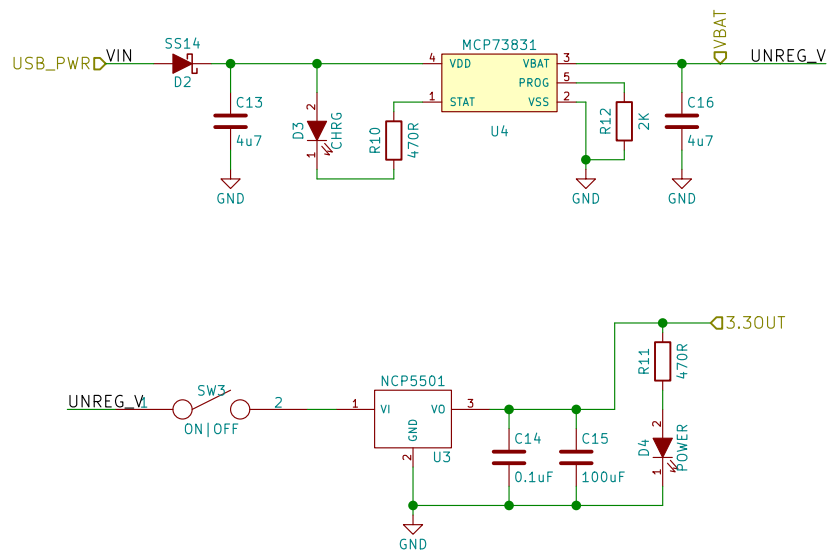 USB_PWR
VIN
SS14
D2
C13
4u7
GND
2
D3
CHRG
1
R10
470R
MCP73831
4
VDD
1
STAT
VBAT
3
PROG
5
VSS
2
U4
R12
2K
GND
C16
4u7
GND
VBAT
UNREG_V
UNREG_V
1
SW3
2
ON|OFF
NCP5501
1
VI
VO
3
GND
2
U3
GND
C14
0.1uF
C15
100uF
R11
470R
2
D4
POWER
1
3.3OUT